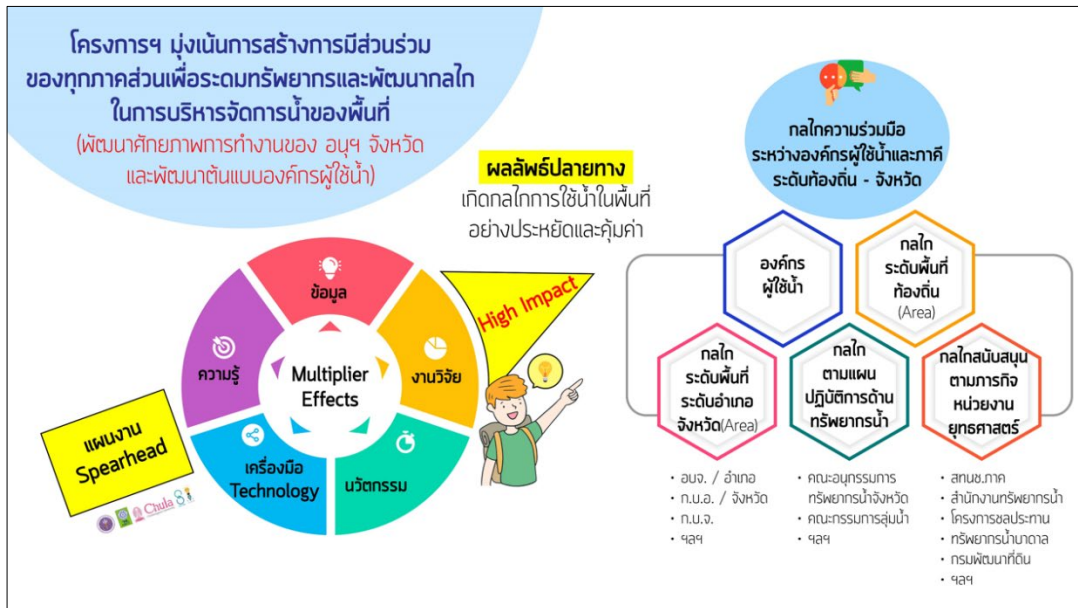 โครงการฯ มุ่งเน้นการสร้างการมีส่วนร่วม
ของทุกภาคส่วนเพื่อระดมทรัพยากรและพัฒนากลไก
ในการบริหารจัดการน้ำของพื้นที่
(พัฒนาศักยภาพการทำงานของ อนุฯ จังหวัด
และพัฒนาต้นแบบองค์กรผู้ใช้น้ำ)
ผลลัพธ์ปลายทาง
เกิดกลไกการใช้น้ำในพื้นที่
อย่างประหยัดและคุ้มค่า
High Impact
ข้อมูล
งานวิจัย
นวัตกรรม
เครื่องมือ
Technology
ความรู้
Multiplier
Effects
แผนงาน
Spearhead
Chula
กลไกความร่วมมือ
ระหว่างองค์กรผู้ใช้น้ำและภาคี
ระดับท้องถิ่น - จังหวัด
องค์กร
ผู้ใช้น้ำ
กลไก
ระดับพื้นที่
ท้องถิ่น
(Area)
กลไก
ระดับพื้นที่
ระดับอำเภอ
จังหวัด(Area)
• อบจ. / อำเภอ
• ก.บ.อ. / จังหวัด
• ก.บ.จ.
• ฯลฯ
กลไก
ตามแผน
ปฏิบัติการด้าน
ทรัพยากรน้ำ
• คณะอนุกรรมการ
ทรัพยากรน้ำจังหวัด
• คณะกรรมการลุ่มน้ำ
• ฯลฯ
กลไกสนับสนุน
ตามภารกิจ
หน่วยงาน
ยุทธศาสตร์
• สทนช.ภาค
• สำนักงานทรัพยากรน้ำ
• โครงการชลประทาน
• ทรัพยากรน้ำบาดาล
• กรมพัฒนาที่ดิน
• ฯลฯ